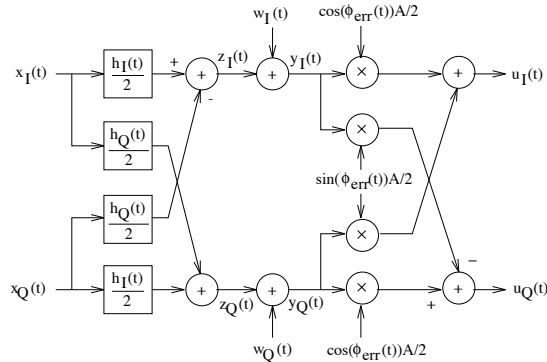 w_I(t)
cos(ϕ_err(t))A/2
x_I(t)
h_I(t)
2
+
+
-
z_I(t)
+
y_I(t)
×
+
u_I(t)
h_Q(t)
2
×
sin(ϕ_err(t))A/2
h_Q(t)
2
×
x_Q(t)
h_I(t)
2
+
z_Q(t)
+
y_Q(t)
×
+
−
+
u_Q(t)
w_Q(t)
cos(ϕ_err(t))A/2